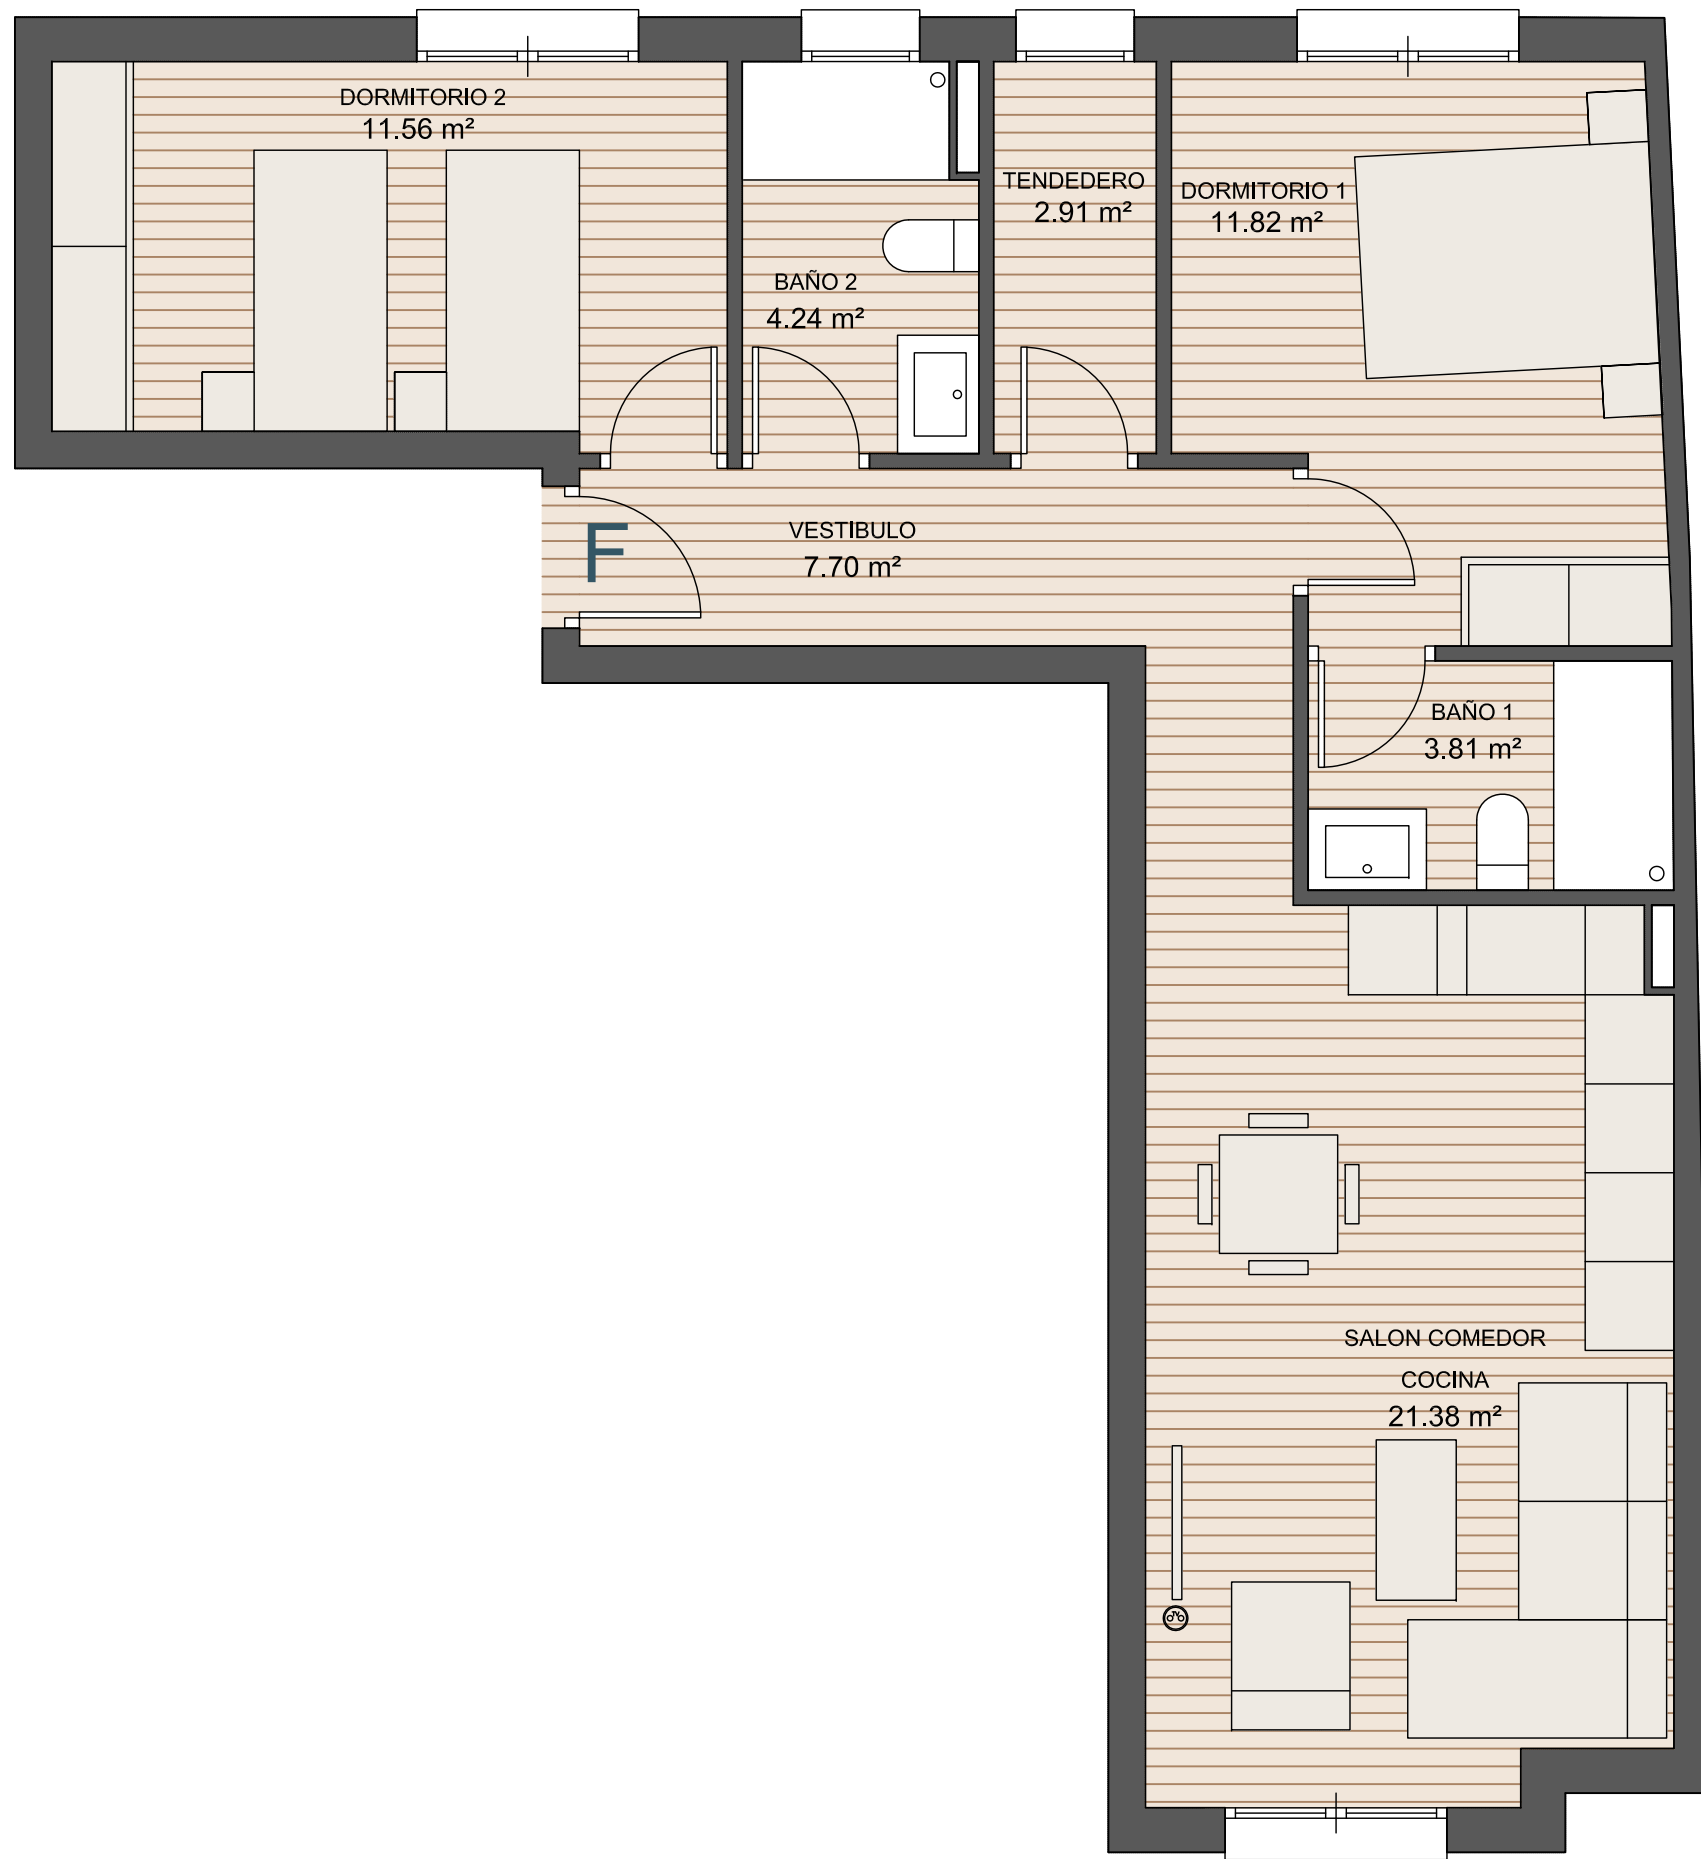 DORMITORIO 2
11.56 m²
TENDEDERO
2.91 m²
DORMITORIO 1
11.82 m²
BAÑO 2
4.24 m²
F
VESTIBULO
7.70 m²
BAÑO 1
3.81 m²
SALON COMEDOR
COCINA
21.38 m²